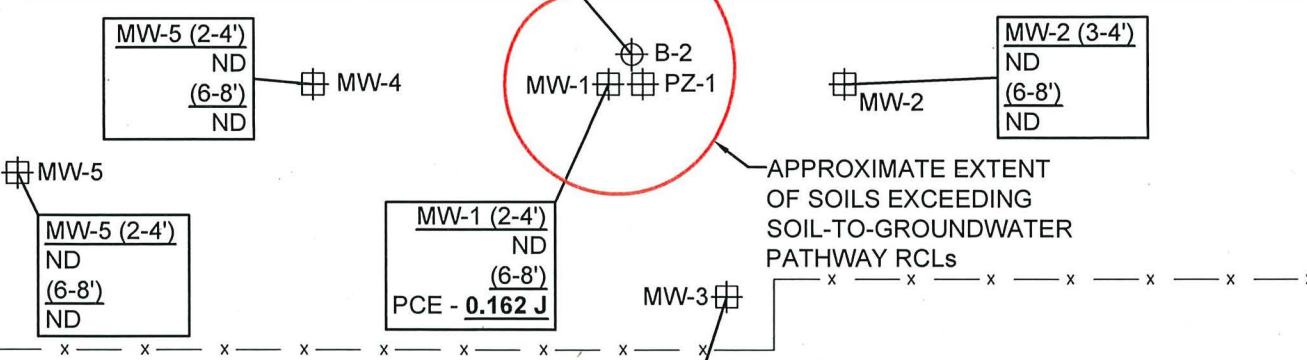 MW-5 (2-4')
ND
(6-8')
ND
MW-4
B-2
MW-1
PZ-1
MW-2
MW-2 (3-4')
ND
(6-8')
ND
MW-5
MW-5 (2-4')
ND
(6-8')
ND
MW-1 (2-4')
ND
(6-8')
PCE - 0.162 J
APPROXIMATE EXTENT
OF SOILS EXCEEDING
SOIL-TO-GROUNDWATER
PATHWAY RCLs
MW-3
x x x x x x
x x x x x x x x x